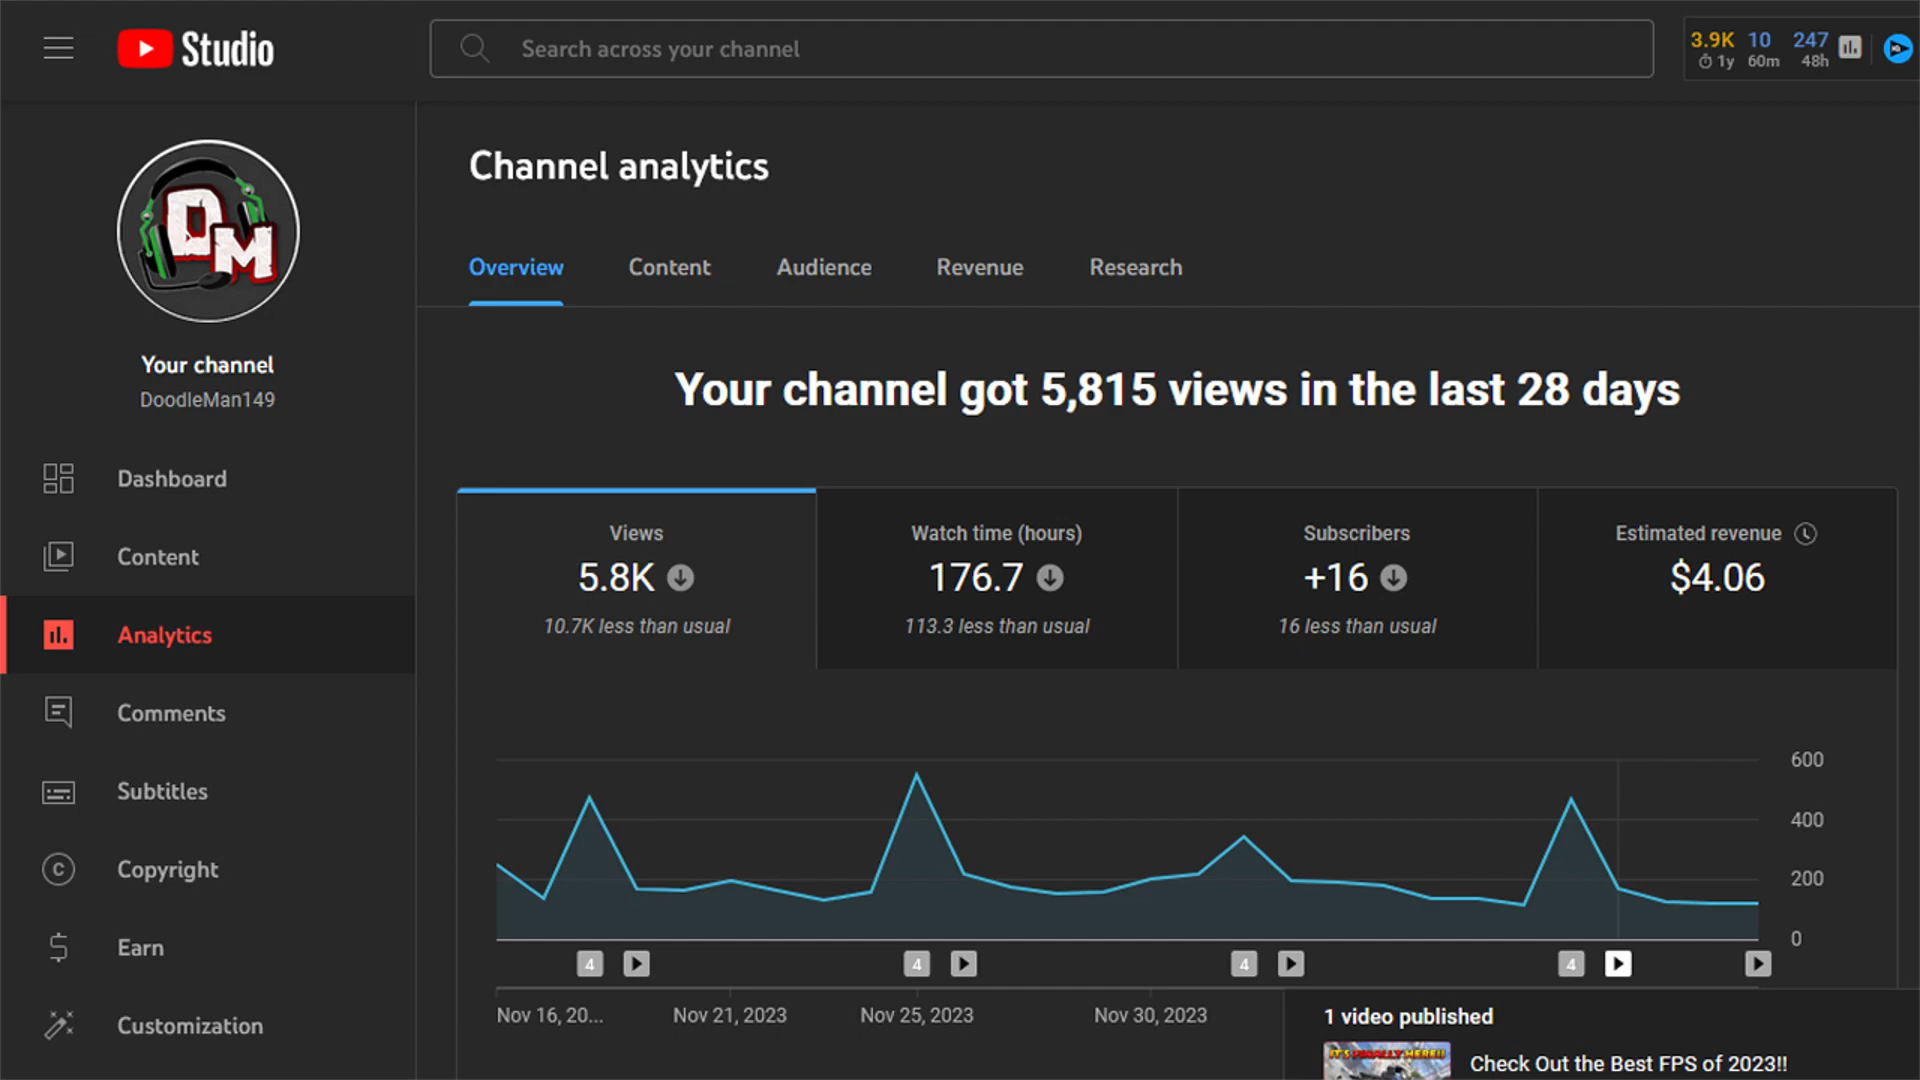 Studio
Search across your channel
3.9K 10 247
1y 60m 48h
DM
Your channel
DoodleMan149
Dashboard
Content
Analytics
Comments
Subtitles
Copyright
Earn
Customization
Channel analytics
Overview Content Audience Revenue Research
Your channel got 5,815 views in the last 28 days
Views
5.8K
10.7K less than usual
Watch time (hours)
176.7
113.3 less than usual
Subscribers
+16
16 less than usual
Estimated revenue
$4.06
600
400
200
0
4 4 4 4
Nov 16, 20... Nov 21, 2023 Nov 25, 2023 Nov 30, 2023
1 video published
IT'S FINALLY HERE!!
Check Out the Best FPS of 2023!!